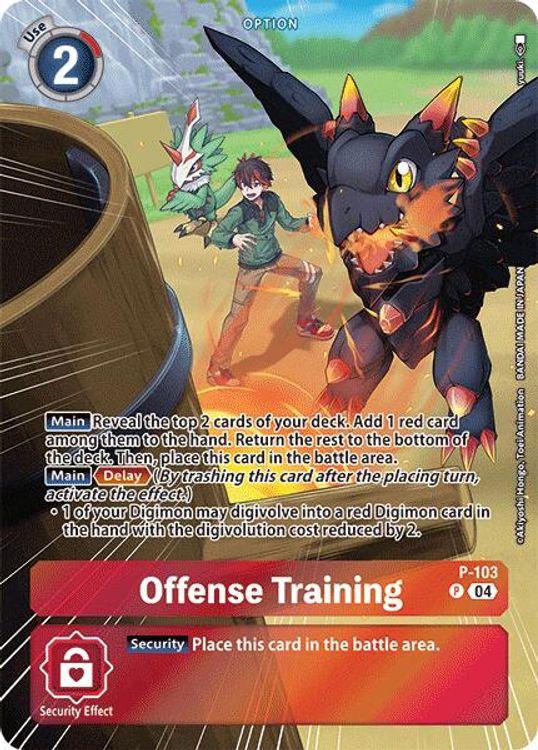 OPTION
Use
2
yuuki.
©Akiyoshi Hongo, Toei Animation BANDAI MADE IN JAPAN
Main Reveal the top 2 cards of your deck. Add 1 red card
among them to the hand. Return the rest to the bottom of
the deck. Then, place this card in the battle area.
Main Delay (By trashing this card after the placing turn,
activate the effect.)
・1 of your Digimon may digivolve into a red Digimon card in
the hand with the digivolution cost reduced by 2.
P-103
Offense Training
P 04
Security Place this card in the battle area.
Security Effect